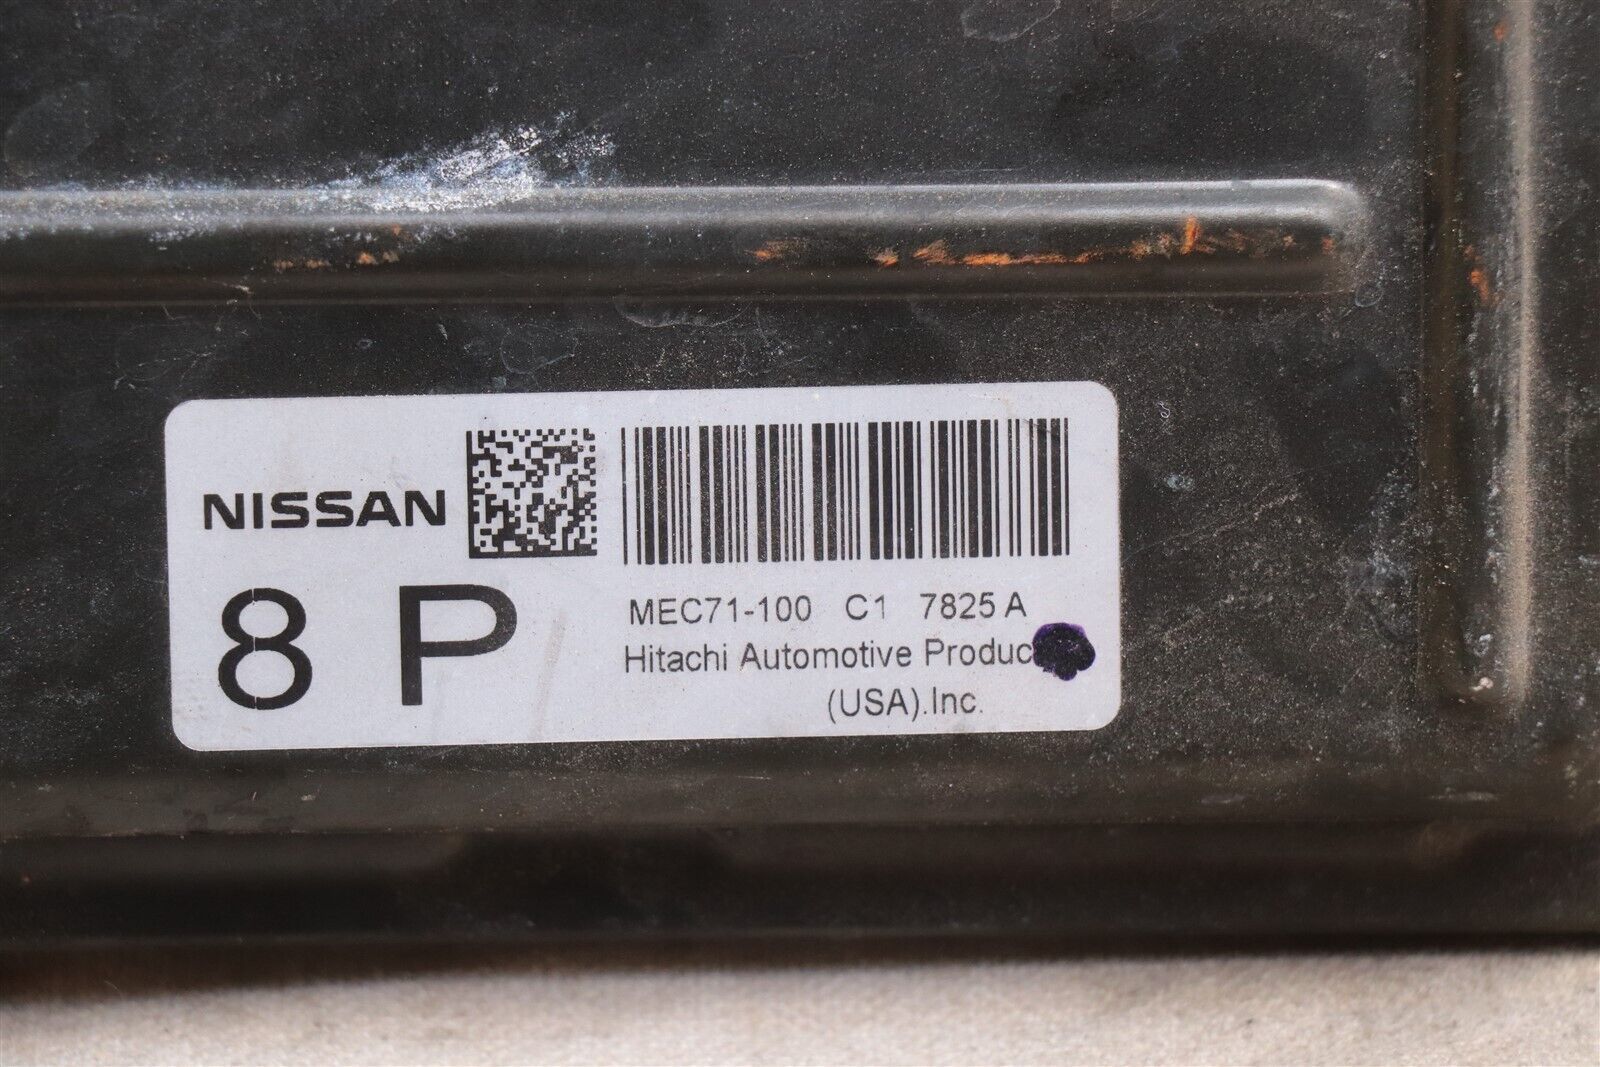 NISSAN
8 P
MEC71-100 C1 7825 A
Hitachi Automotive Produc
(USA).Inc.